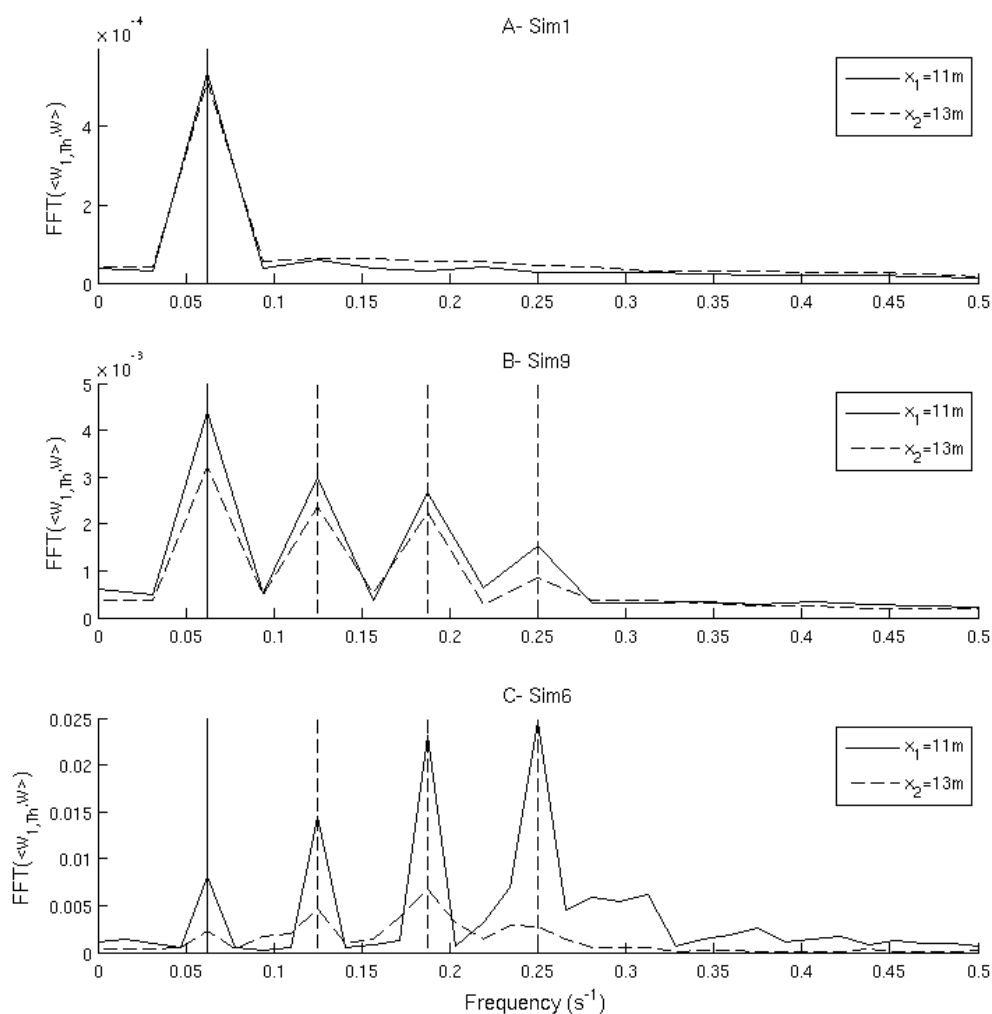 A- Sim1
× 10⁻⁴
FFT(<w₁,Th,w>)
4
2
0
x₁=11m
x₂=13m
0 0.05 0.1 0.15 0.2 0.25 0.3 0.35 0.4 0.45 0.5
B- Sim9
× 10⁻³
FFT(<w₁,Th,w>)
5
4
3
2
1
0
x₁=11m
x₂=13m
0 0.05 0.1 0.15 0.2 0.25 0.3 0.35 0.4 0.45 0.5
C- Sim6
FFT(<w₁,Th,w>)
0.025
0.02
0.015
0.01
0.005
0
x₁=11m
x₂=13m
0 0.05 0.1 0.15 0.2 0.25 0.3 0.35 0.4 0.45 0.5
Frequency (s⁻¹)